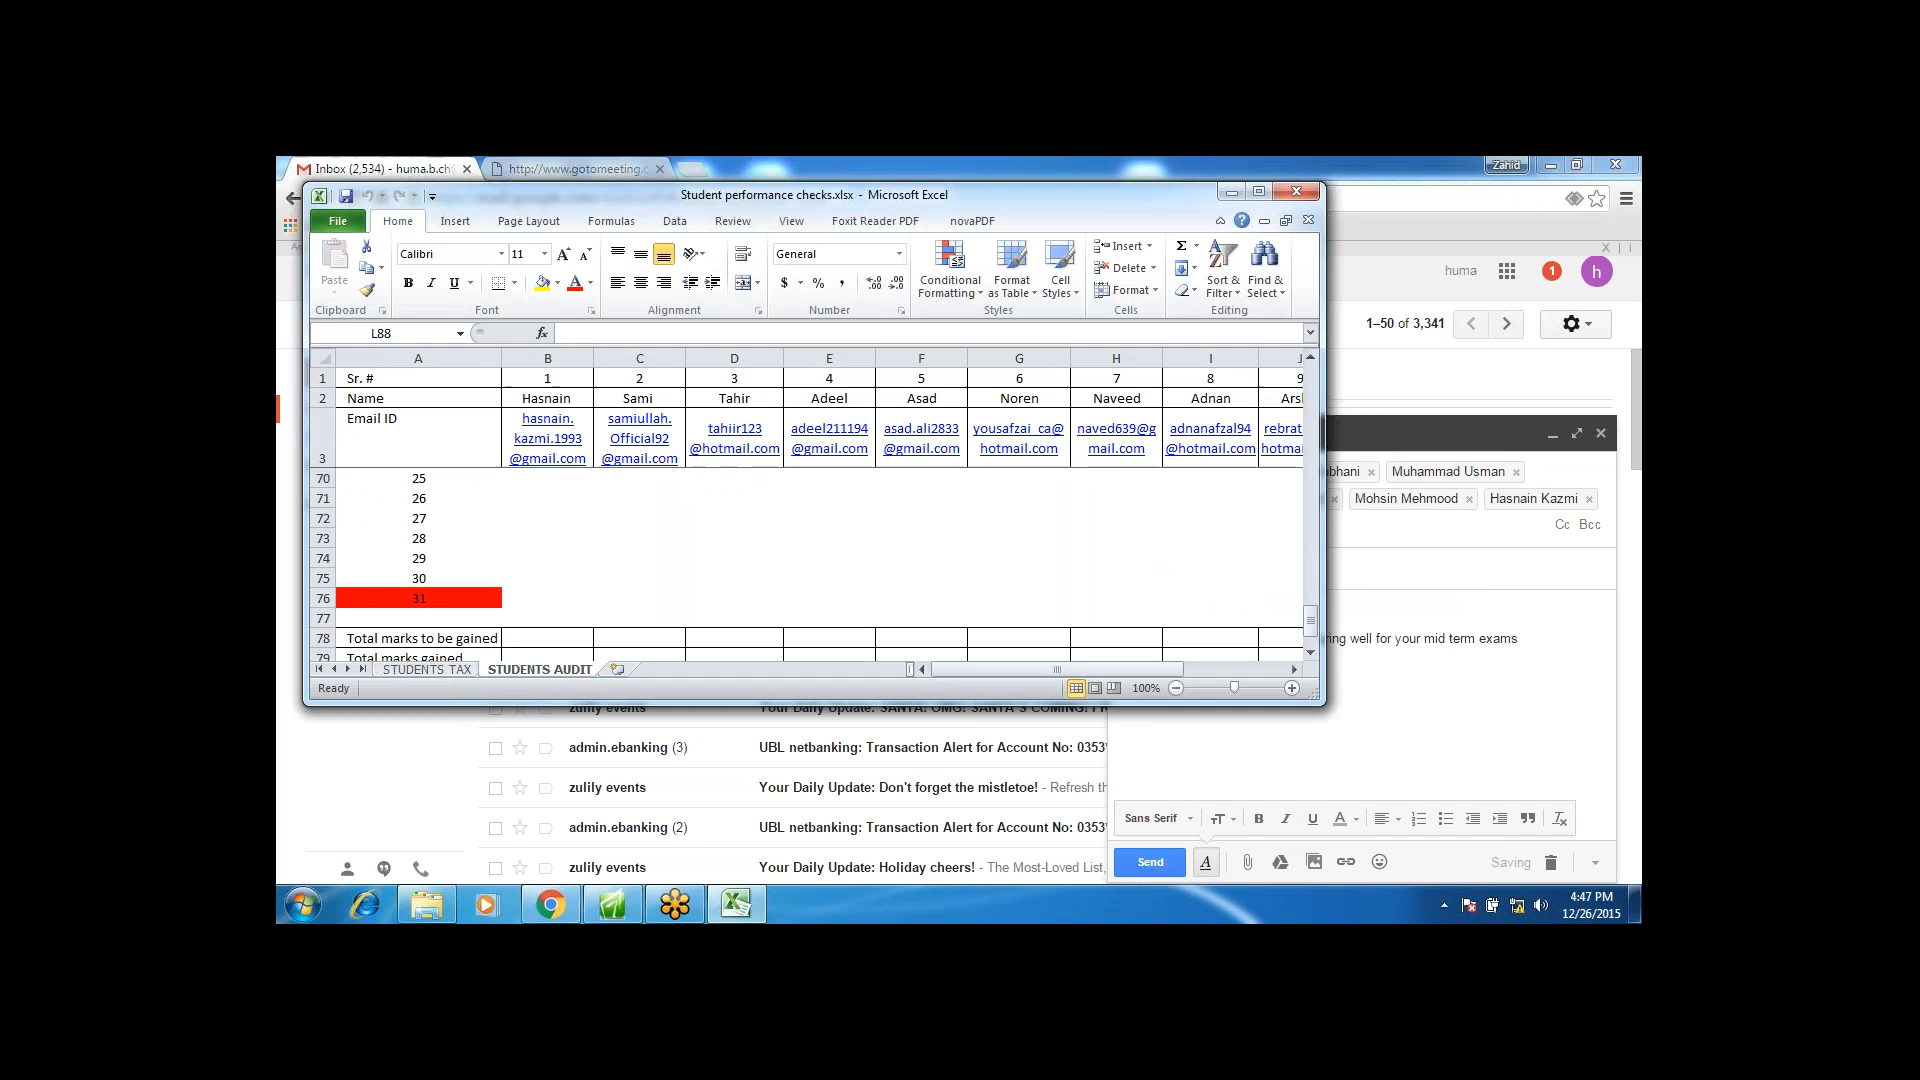 Inbox (2,534) - huma.b.ch
http://www.gotomeeting.
Zahid
Student performance checks.xlsx - Microsoft Excel
File Home Insert Page Layout Formulas Data Review View Foxit Reader PDF novaPDF
Paste
Clipboard
Calibri 11
B I U
Font
Alignment
General
$ % ,
Number
Conditional Formatting
Format as Table
Cell Styles
Styles
Insert
Delete
Format
Cells
Σ
Sort & Filter
Find & Select
Editing
huma
1
h
1–50 of 3,341
L88
fx
A B C D E F G H I J
1 Sr. # 1 2 3 4 5 6 7 8 9
2 Name Hasnain Sami Tahir Adeel Asad Noren Naveed Adnan Ars
3 Email ID
hasnain.kazmi.1993@gmail.com
samiullah.Official92@gmail.com
tahiir123@hotmail.com
adeel211194@gmail.com
asad.ali2833@gmail.com
yousafzai_ca@hotmail.com
naved639@gmail.com
adnanafzal94@hotmail.com
rebrat
hotmai
70 25
71 26
72 27
73 28
74 29
75 30
76 31
77
78 Total marks to be gained
79 Total marks gained
STUDENTS TAX STUDENTS AUDIT
Ready
100%
bhani × Muhammad Usman ×
× Mohsin Mehmood × Hasnain Kazmi ×
Cc Bcc
ring well for your mid term exams
zulily events Your Daily Update: SANTA! OMG! SANTA'S COMING!
admin.ebanking (3) UBL netbanking: Transaction Alert for Account No: 0353
zulily events Your Daily Update: Don't forget the mistletoe! - Refresh th
admin.ebanking (2) UBL netbanking: Transaction Alert for Account No: 0353
zulily events Your Daily Update: Holiday cheers! - The Most-Loved List,
Sans Serif
B I U A
Send
A
Saving
4:47 PM
12/26/2015